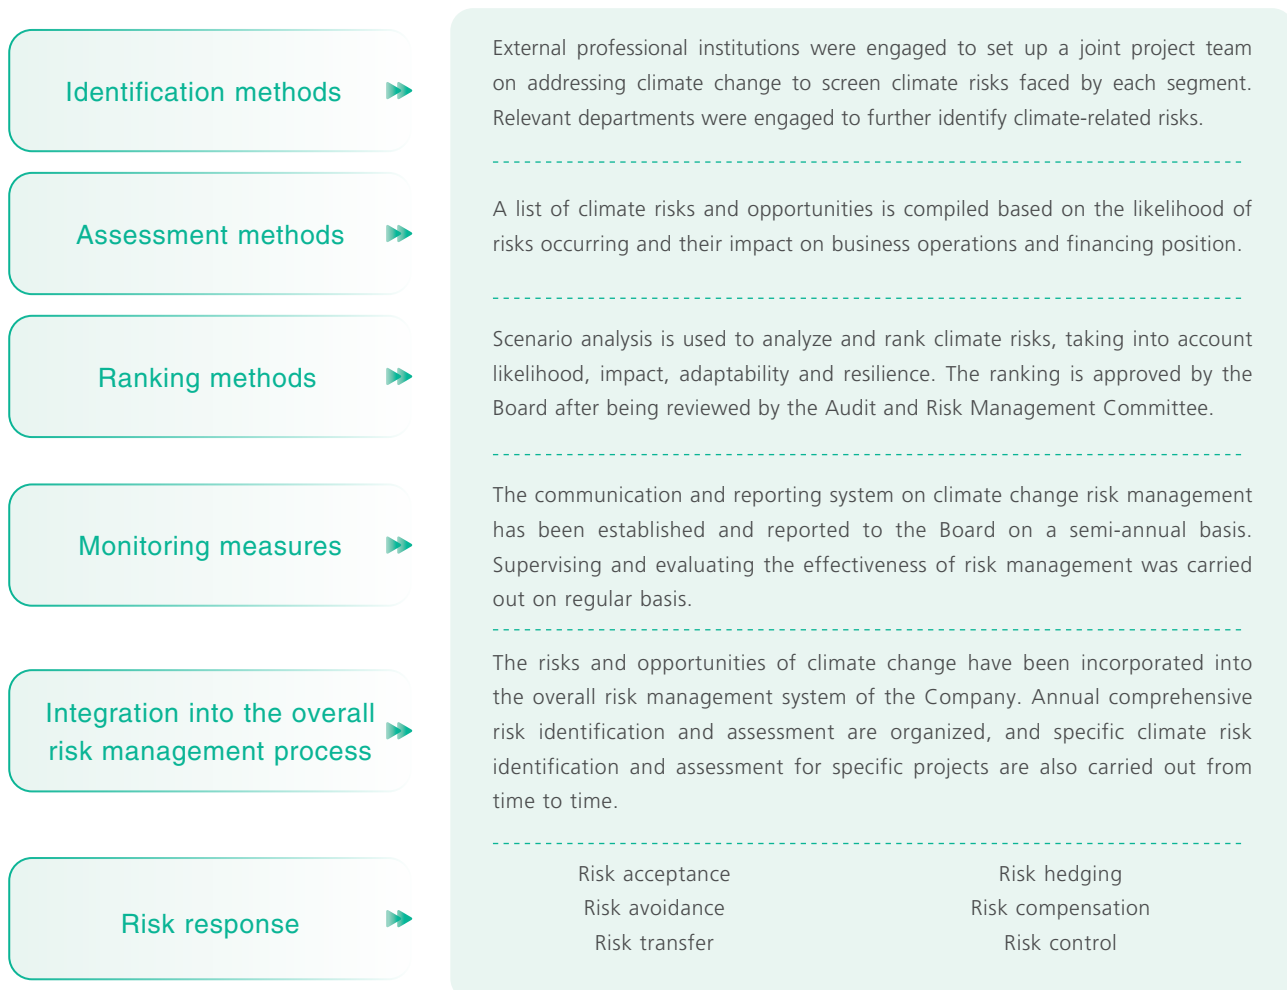 Identification methods
External professional institutions were engaged to set up a joint project team
on addressing climate change to screen climate risks faced by each segment.
Relevant departments were engaged to further identify climate-related risks.
Assessment methods
A list of climate risks and opportunities is compiled based on the likelihood of
risks occurring and their impact on business operations and financing position.
Ranking methods
Scenario analysis is used to analyze and rank climate risks, taking into account
likelihood, impact, adaptability and resilience. The ranking is approved by the
Board after being reviewed by the Audit and Risk Management Committee.
Monitoring measures
The communication and reporting system on climate change risk management
has been established and reported to the Board on a semi-annual basis.
Supervising and evaluating the effectiveness of risk management was carried
out on regular basis.
Integration into the overall
risk management process
The risks and opportunities of climate change have been incorporated into
the overall risk management system of the Company. Annual comprehensive
risk identification and assessment are organized, and specific climate risk
identification and assessment for specific projects are also carried out from
time to time.
Risk response
Risk acceptance
Risk avoidance
Risk transfer
Risk hedging
Risk compensation
Risk control